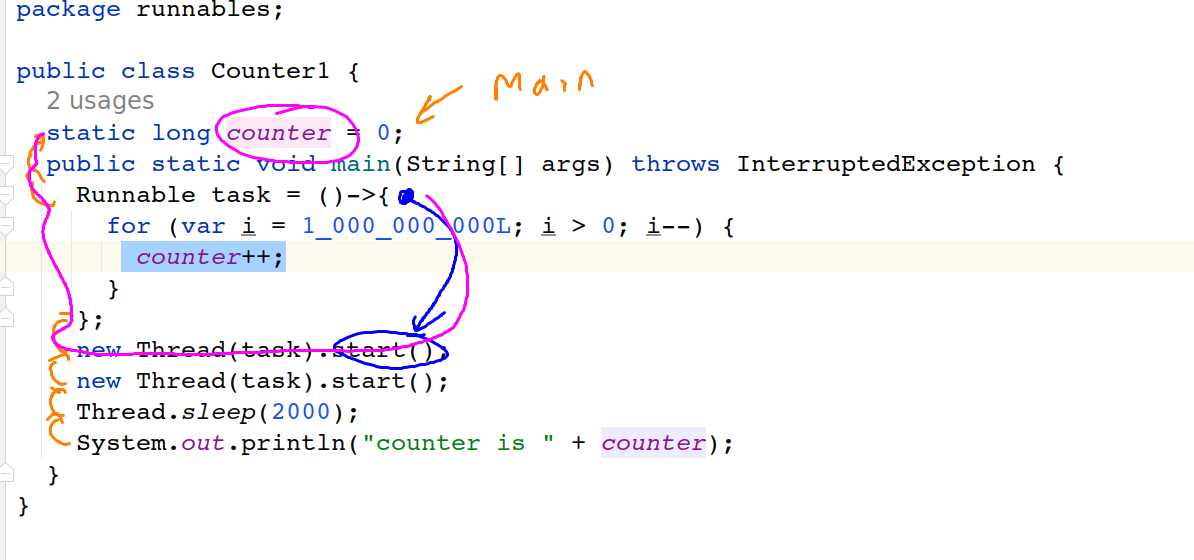 package runnables;
public class Counter1 {
2 usages
Main
static long counter = 0;
public static void main(String[] args) throws InterruptedException {
Runnable task = ()->{
for (var i = 1_000_000_000L; i > 0; i--) {
counter++;
}
};
new Thread(task).start();
new Thread(task).start();
Thread.sleep(2000);
System.out.println("counter is " + counter);
}
}